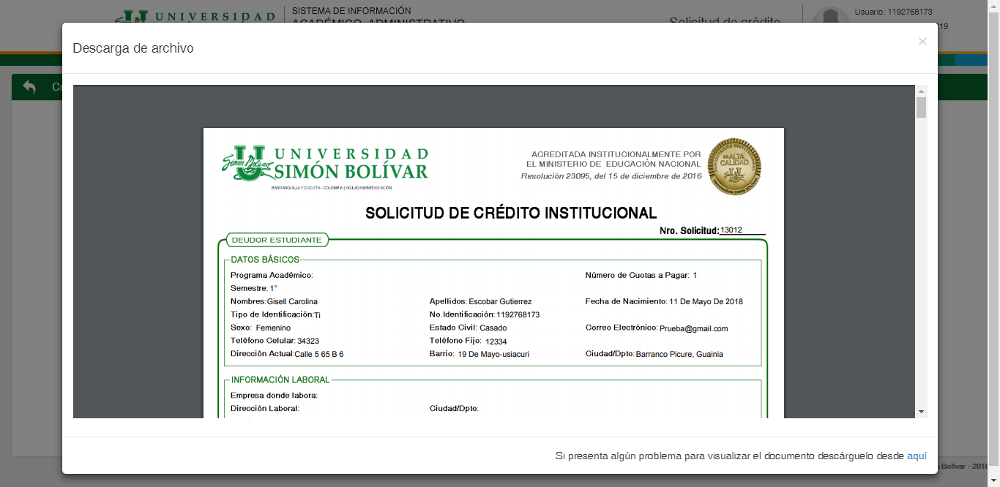 UNIVERSIDAD
SISTEMA DE INFORMACIÓN
ACADÉMICO ADMINISTRATIVO
Solicitud de crédito
Usuario: 1192768173
219
Descarga de archivo
×
Simón Bolívar
UNIVERSIDAD
SIMÓN BOLÍVAR
BARRANQUILLA Y CUCUTA - COLOMBIA | VIGILADA MINEDUCACIÓN
ACREDITADA INSTITUCIONALMENTE POR
EL MINISTERIO DE EDUCACIÓN NACIONAL
Resolución 23095, del 15 de diciembre de 2016
DE ALTA
CALIDAD
SOLICITUD DE CRÉDITO INSTITUCIONAL
Nro. Solicitud: 13012
DEUDOR ESTUDIANTE
DATOS BÁSICOS
Programa Académico: Número de Cuotas a Pagar: 1
Semestre: 1°
Nombres: Gisell Carolina Apellidos: Escobar Gutierrez Fecha de Nacimiento: 11 De Mayo De 2018
Tipo de Identificación: Ti No.Identificación: 1192768173
Sexo: Femenino Estado Civil: Casado Correo Electrónico: Prueba@gmail.com
Teléfono Celular: 34323 Teléfono Fijo: 12334
Dirección Actual: Calle 5 65 B 6 Barrio: 19 De Mayo-usiacuri Ciudad/Dpto: Barranco Picure, Guainia
INFORMACIÓN LABORAL
Empresa donde labora:
Dirección Laboral: Ciudad/Dpto:
Si presenta algún problema para visualizar el documento descárguelo desde aquí
Bolívar - 2018